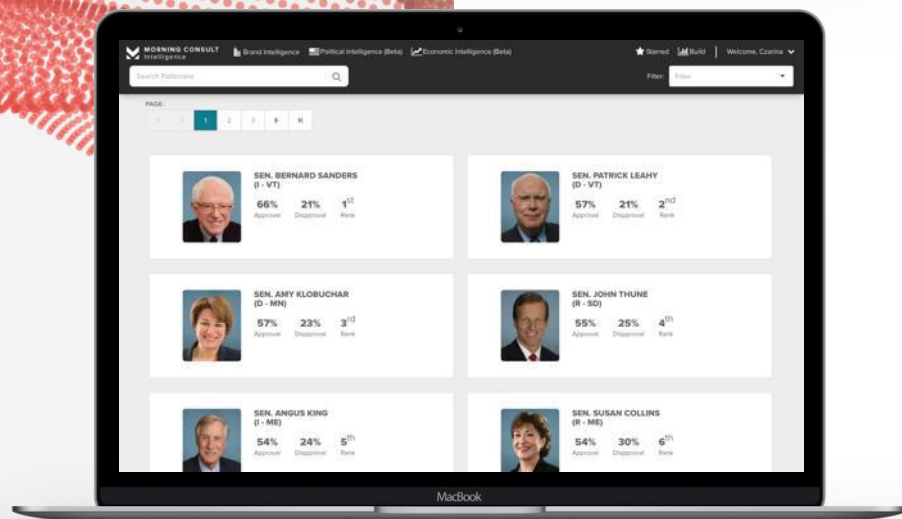 MORNING CONSULT
Intelligence
Brand Intelligence Political Intelligence (Beta) Economic Intelligence (Beta)
Starred Build Welcome, Czarina
Search Politicians
Filter: Filter
PAGE:
1 2 3
SEN. BERNARD SANDERS
(I - VT)
66% 21% 1st
Approval Disapproval Rank
SEN. PATRICK LEAHY
(D - VT)
57% 21% 2nd
Approval Disapproval Rank
SEN. AMY KLOBUCHAR
(D - MN)
57% 23% 3rd
Approval Disapproval Rank
SEN. JOHN THUNE
(R - SD)
55% 25% 4th
Approval Disapproval Rank
SEN. ANGUS KING
(I - ME)
54% 24% 5th
Approval Disapproval Rank
SEN. SUSAN COLLINS
(R - ME)
54% 30% 6th
Approval Disapproval Rank
MacBook